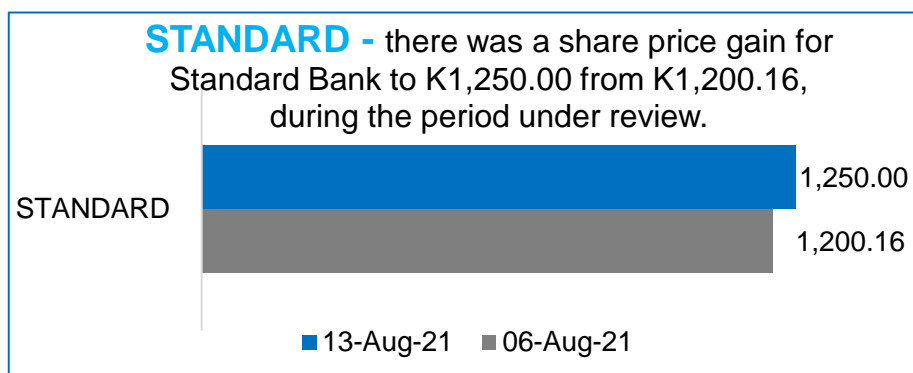 STANDARD - there was a share price gain for
Standard Bank to K1,250.00 from K1,200.16,
during the period under review.
1,250.00
STANDARD
1,200.16
13-Aug-21 06-Aug-21